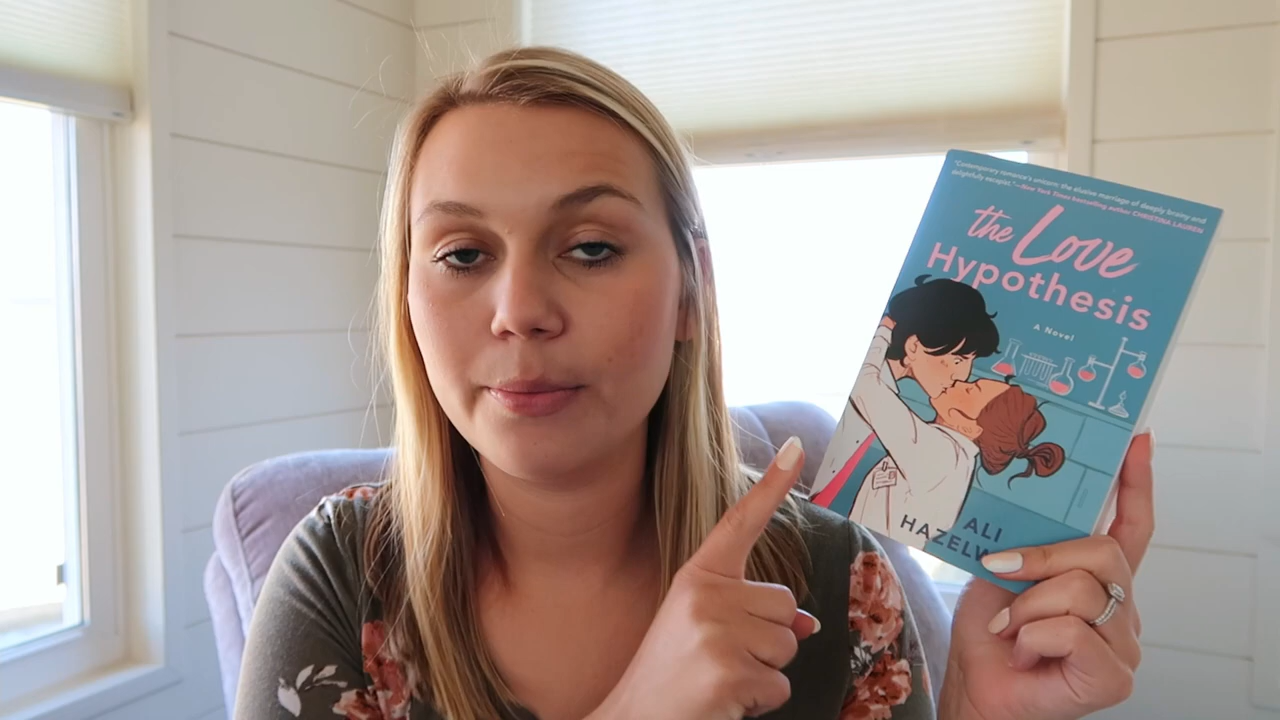 "Contemporary romance's unicorn: the elusive marriage of deeply brainy and
delightfully escapist."—New York Times bestselling author CHRISTINA LAUREN
the Love
Hypothesis
A Novel
ALI